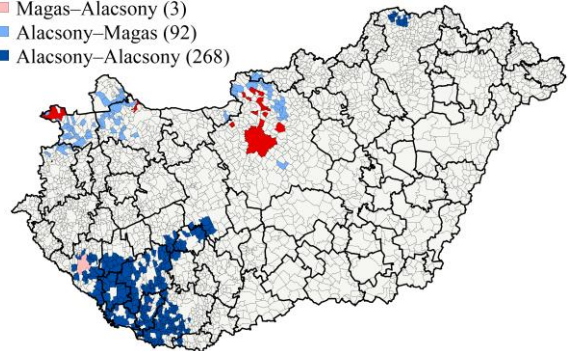 Magas–Alacsony (3)
Alacsony–Magas (92)
Alacsony–Alacsony (268)